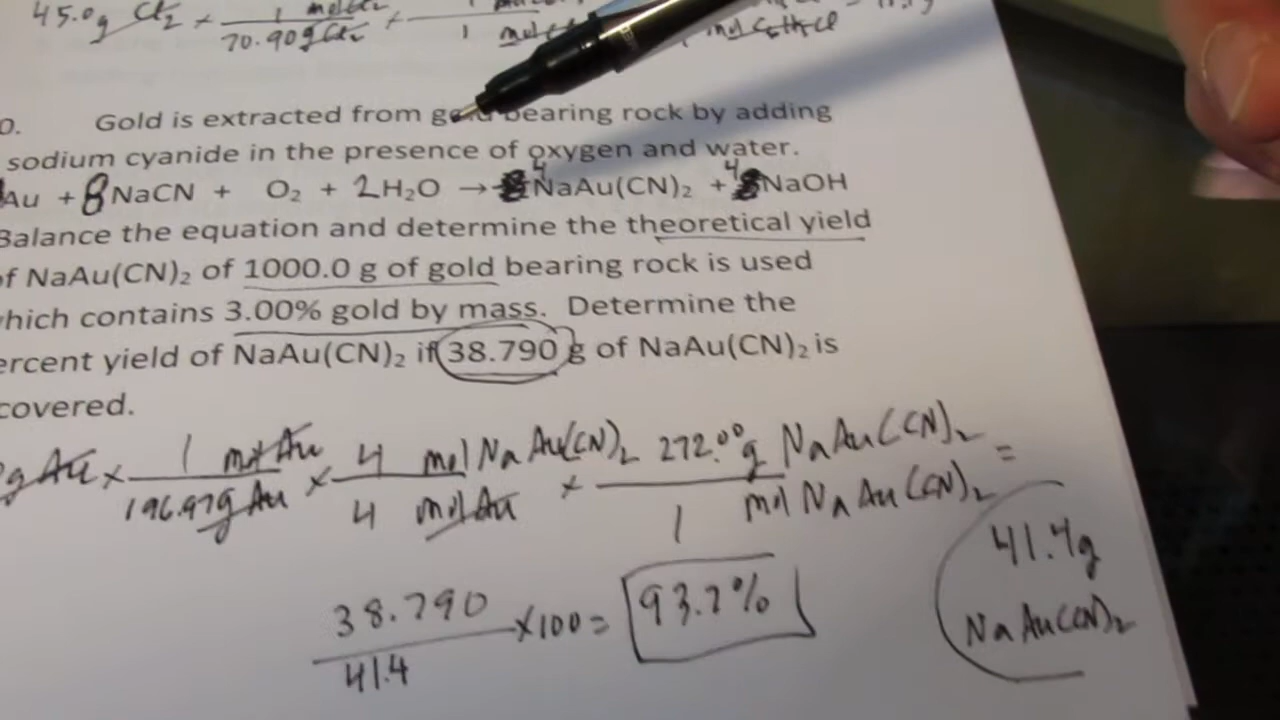 45.0g Cl₂ × 1 mol Cl₂ / 70.90g Cl₂ × 1
0. Gold is extracted from gold bearing rock by adding
sodium cyanide in the presence of oxygen and water.
Au + 8 NaCN + O₂ + 2H₂O → 4 NaAu(CN)₂ + 4 NaOH
Balance the equation and determine the theoretical yield
of NaAu(CN)₂ of 1000.0 g of gold bearing rock is used
which contains 3.00% gold by mass. Determine the
ercent yield of NaAu(CN)₂ if 38.790 g of NaAu(CN)₂ is
covered.
g Au × 1 mol Au / 196.97g Au × 4 mol NaAu(CN)₂ / 4 mol Au × 272.00g NaAu(CN)₂ / 1 mol NaAu(CN)₂ =
41.4g
NaAu(CN)₂
38.790 / 41.4 × 100 = 93.7%